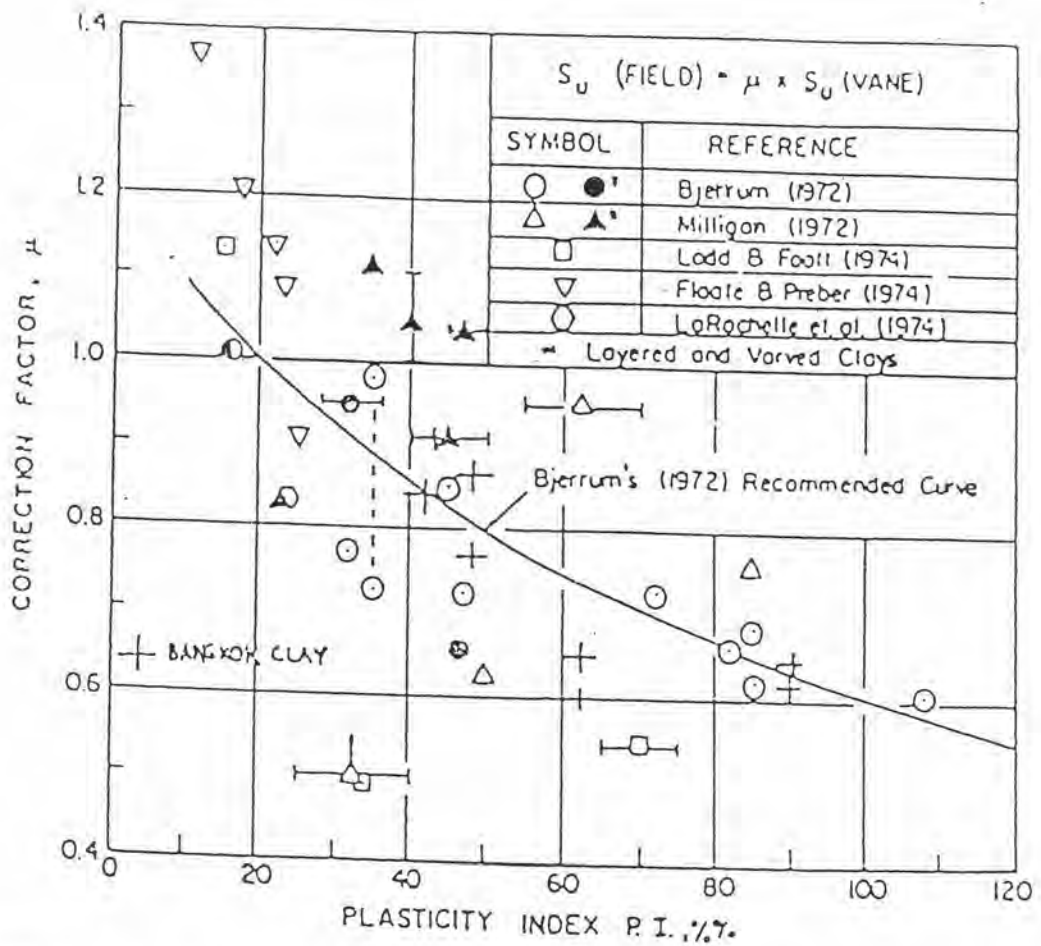 1.4
1.2
1.0
0.8
0.6
0.4
CORRECTION FACTOR, μ
0 20 40 60 80 100 120
PLASTICITY INDEX P. I. ,%%
S_U (FIELD) = μ x S_U (VANE)
SYMBOL REFERENCE
Bjerrum (1972)
Milligan (1972)
Ladd & Foott (1974)
Flaate & Preber (1974)
LaRochelle et al. (1974)
Layered and Varved Clays
Bjerrum's (1972) Recommended Curve
BANGKOK CLAY